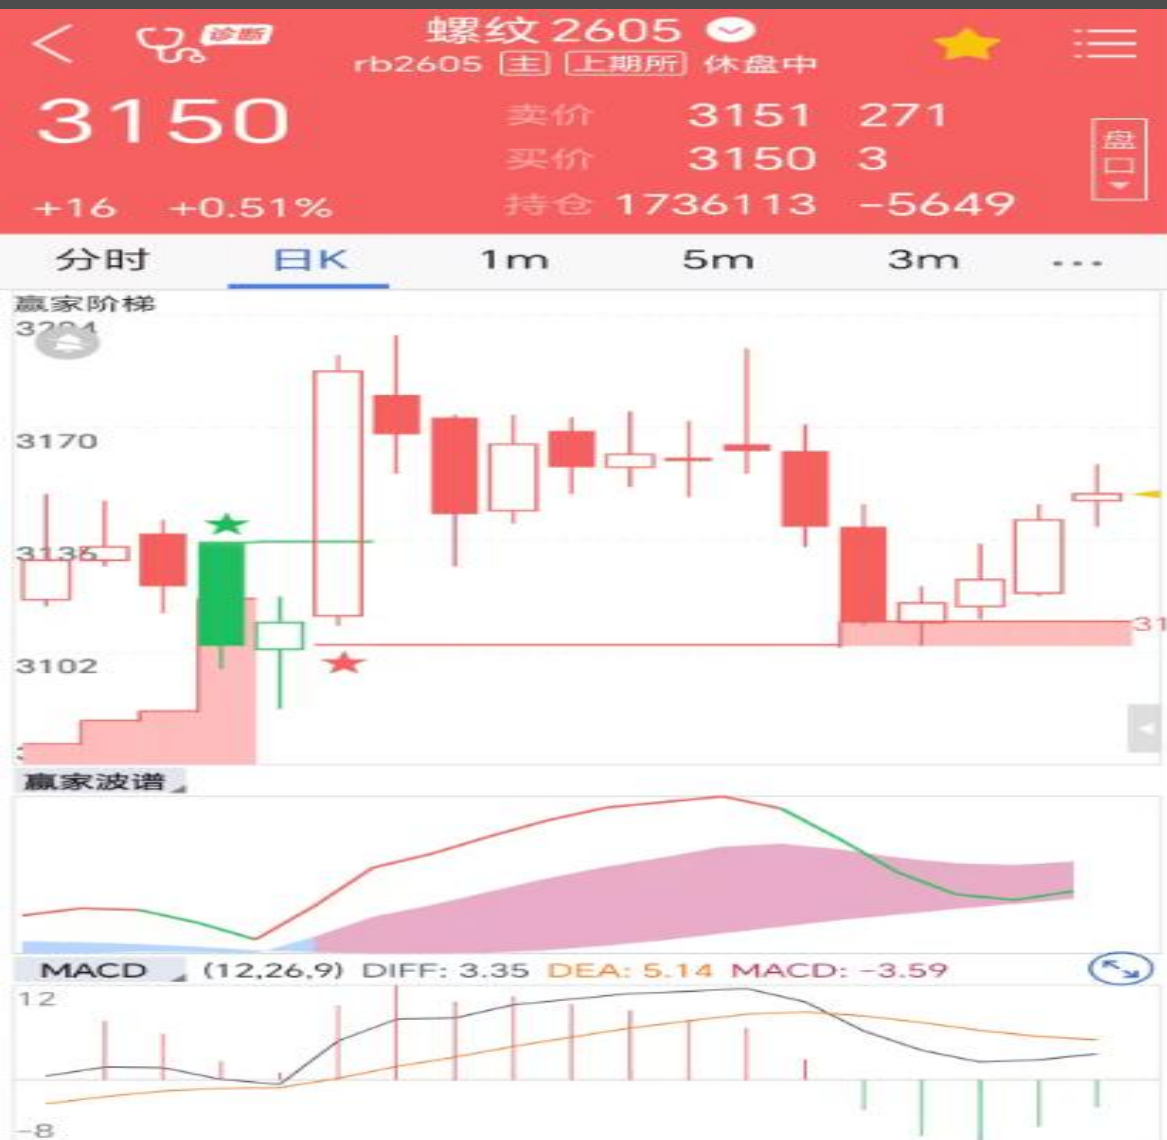 诊断
螺纹2605
rb2605 主 上期所 休盘中
3150
卖价 3151 271
买价 3150 3
盘口
+16 +0.51%
持仓 1736113 -5649
分时 日K 1m 5m 3m ...
赢家阶梯
3170
3136
31
3102
赢家波谱
MACD (12,26,9) DIFF: 3.35 DEA: 5.14 MACD: -3.59
12
-8